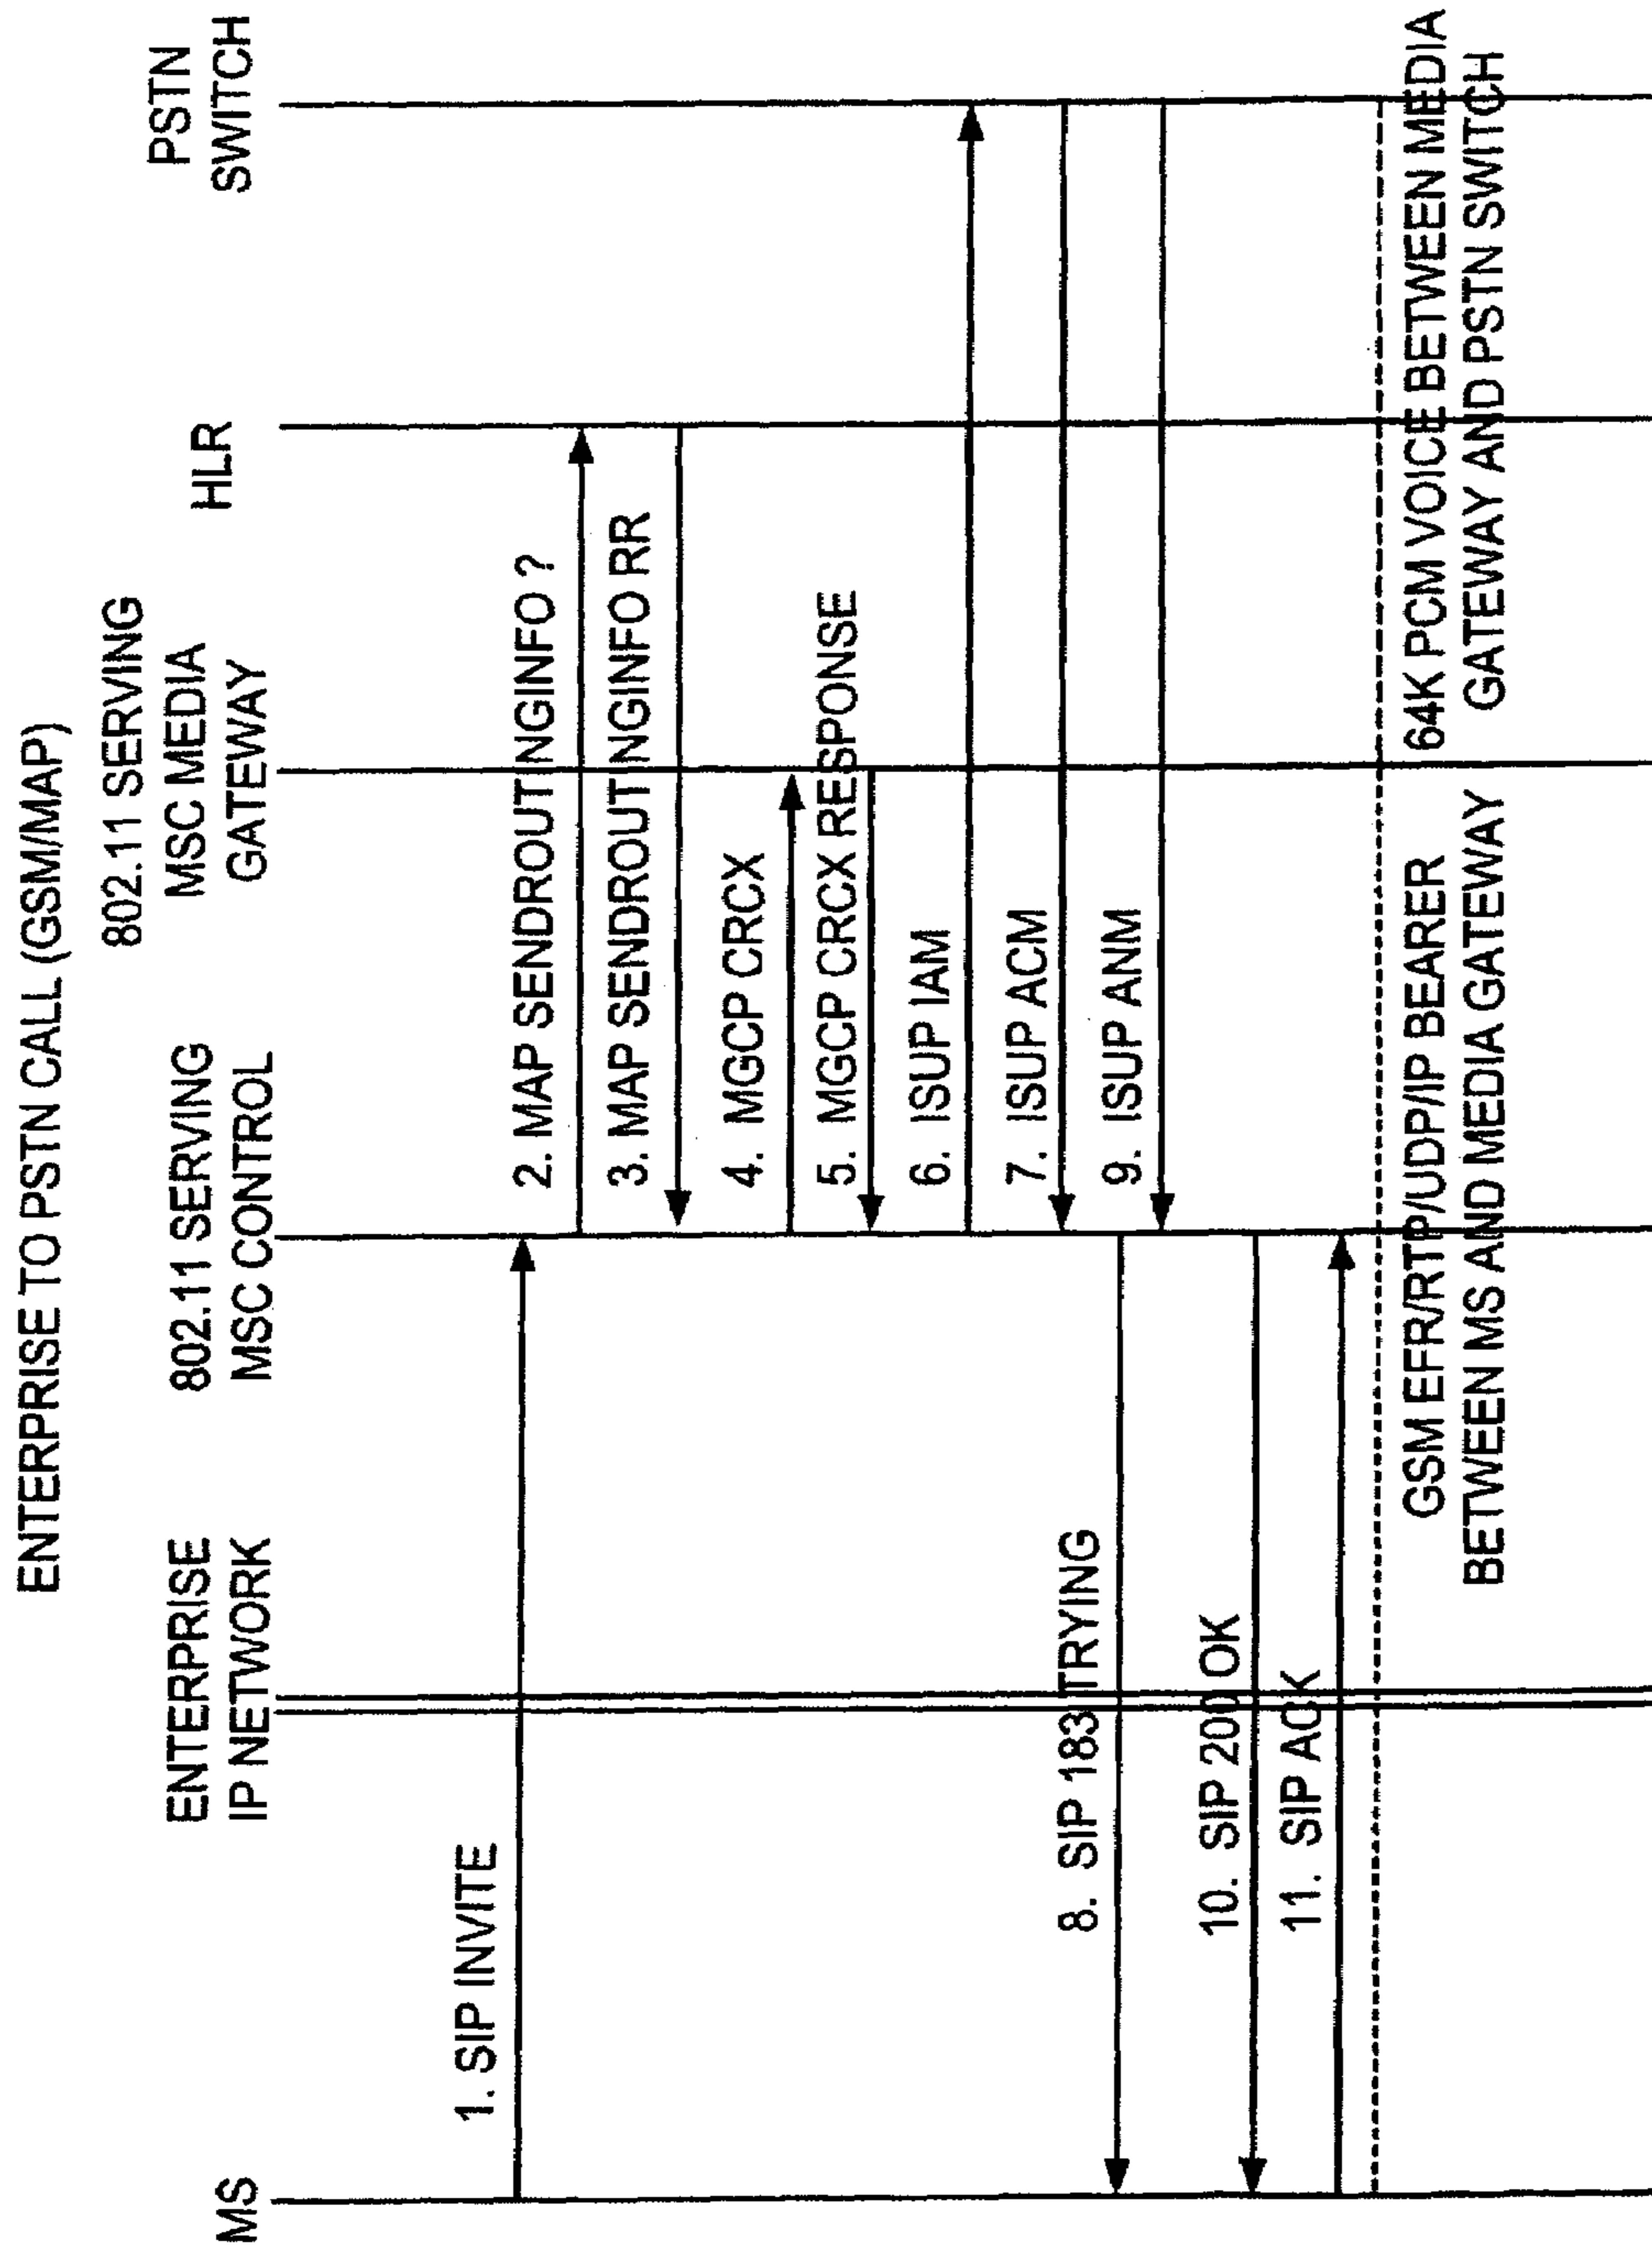 ENTERPRISE TO PSTN CALL (GSM/MAP)
MS
ENTERPRISE
IP NETWORK
802.11 SERVING
MSC CONTROL
802.11 SERVING
MSC MEDIA
GATEWAY
HLR
PSTN
SWITCH
1. SIP INVITE
2. MAP SENDROUTINGINFO ?
3. MAP SENDROUTINGINFO RR
4. MGCP CRCX
5. MGCP CRCX RESPONSE
6. ISUP IAM
7. ISUP ACM
8. SIP 183 TRYING
9. ISUP ANM
10. SIP 200 OK
11. SIP ACK
GSM EFR/RTP/UDP/IP BEARER
BETWEEN MS AND MEDIA GATEWAY
64K PCM VOICE BETWEEN MEDIA
GATEWAY AND PSTN SWITCH